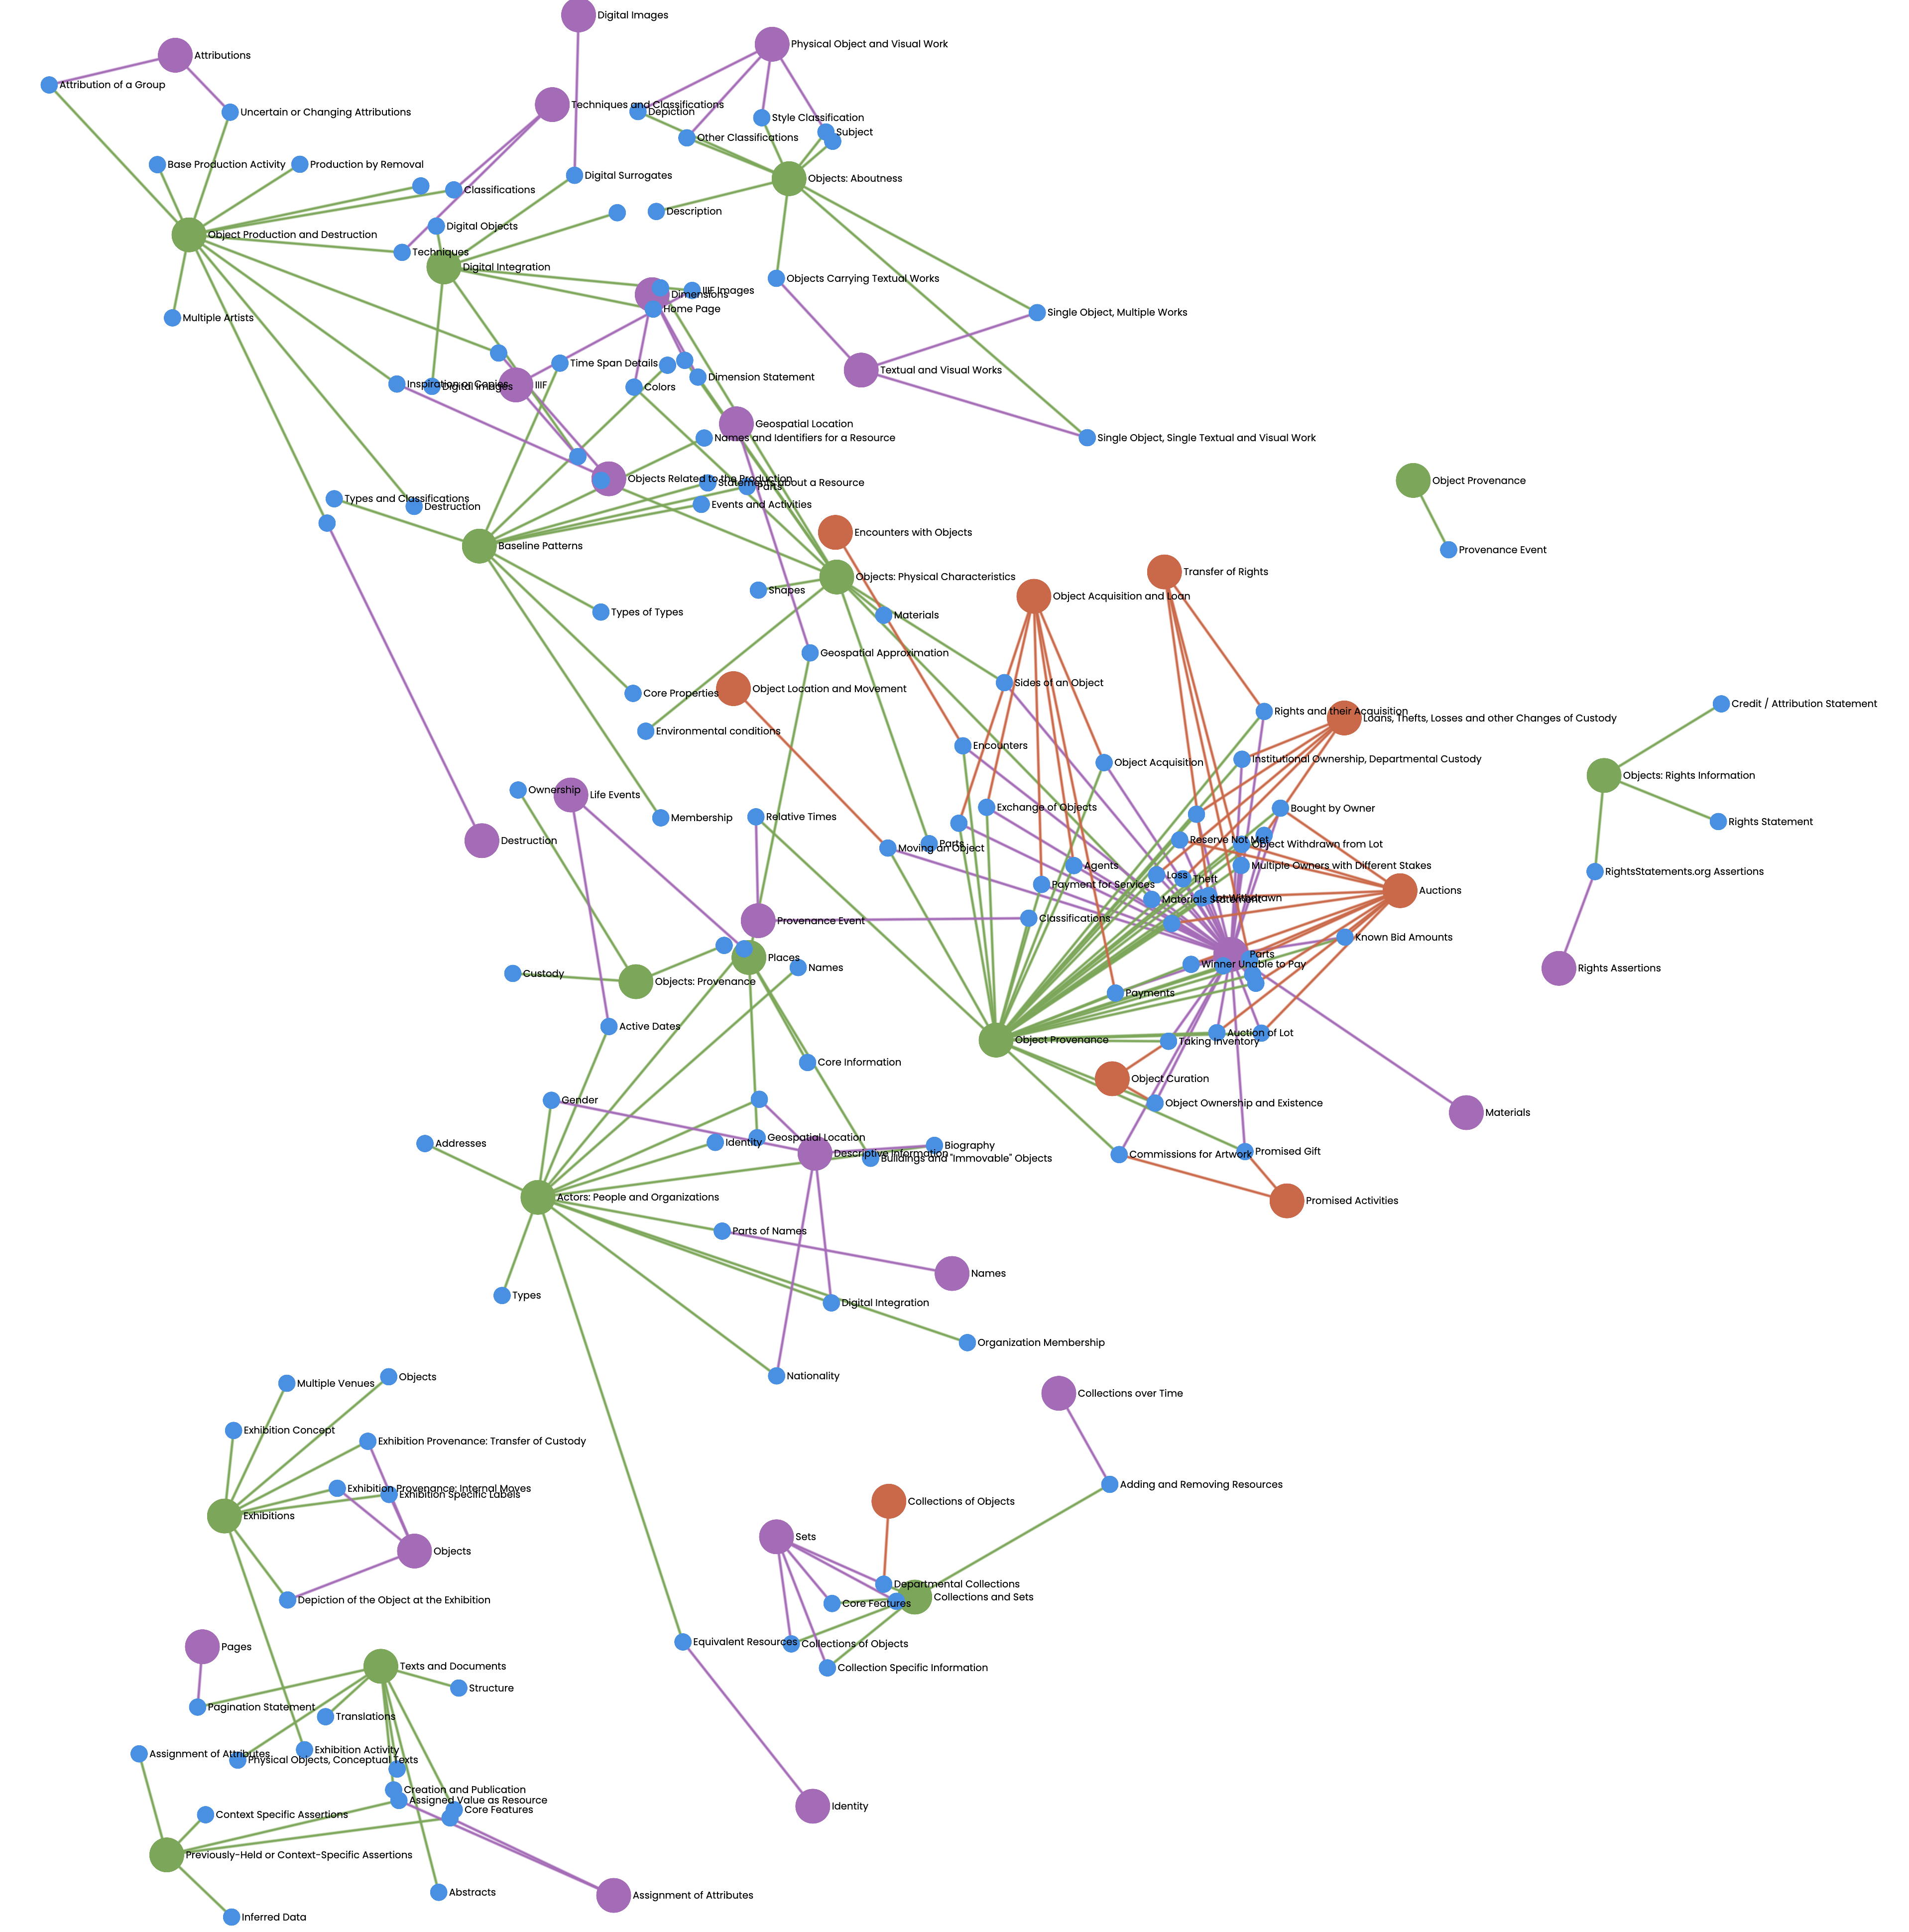 Digital Images
Physical Object and Visual Work
Attributions
Attribution of a Group
Techniques and Classifications
Uncertain or Changing Attributions
Depiction
Style Classification
Subject
Other Classifications
Base Production Activity
Production by Removal
Digital Surrogates
Objects: Aboutness
Classifications
Description
Digital Objects
Object Production and Destruction
Techniques
Digital Integration
Objects Carrying Textual Works
IIIF Images
Dimensions
Home Page
Single Object, Multiple Works
Multiple Artists
Time Span Details
Textual and Visual Works
Dimension Statement
Inspiration or Copies
Digital Images
IIIF
Colors
Geospatial Location
Names and Identifiers for a Resource
Single Object, Single Textual and Visual Work
Objects Related to the Production
Object Provenance
Statements about a Resource
Parts
Types and Classifications
Destruction
Events and Activities
Encounters with Objects
Baseline Patterns
Provenance Event
Transfer of Rights
Objects: Physical Characteristics
Shapes
Object Acquisition and Loan
Types of Types
Materials
Geospatial Approximation
Sides of an Object
Core Properties
Object Location and Movement
Credit / Attribution Statement
Rights and their Acquisition
Loans, Thefts, Losses and other Changes of Custody
Environmental conditions
Encounters
Institutional Ownership, Departmental Custody
Object Acquisition
Objects: Rights Information
Ownership
Life Events
Exchange of Objects
Bought by Owner
Membership
Relative Times
Rights Statement
Destruction
Parts
Moving an Object
Reserve Not Met
Object Withdrawn from Lot
Agents
Multiple Owners with Different Stakes
RightsStatements.org Assertions
Loss
Theft
Payment for Services
Auctions
Materials Statement
Lot Withdrawn
Provenance Event
Classifications
Known Bid Amounts
Places
Parts
Names
Winner Unable to Pay
Rights Assertions
Custody
Objects: Provenance
Payments
Active Dates
Auction of Lot
Object Provenance
Taking Inventory
Core Information
Object Curation
Gender
Object Ownership and Existence
Materials
Geospatial Location
Addresses
Identity
Biography
Descriptive Information
Buildings and "Immovable" Objects
Commissions for Artwork
Promised Gift
Actors: People and Organizations
Promised Activities
Parts of Names
Names
Types
Digital Integration
Organization Membership
Nationality
Objects
Multiple Venues
Collections over Time
Exhibition Concept
Exhibition Provenance: Transfer of Custody
Adding and Removing Resources
Exhibition Provenance: Internal Moves
Exhibition Specific Labels
Collections of Objects
Exhibitions
Sets
Objects
Departmental Collections
Collections and Sets
Depiction of the Object at the Exhibition
Core Features
Equivalent Resources
Collections of Objects
Pages
Texts and Documents
Collection Specific Information
Structure
Pagination Statement
Translations
Exhibition Activity
Assignment of Attributes
Physical Objects, Conceptual Texts
Creation and Publication
Assigned Value as Resource
Identity
Core Features
Context Specific Assertions
Previously-Held or Context-Specific Assertions
Abstracts
Assignment of Attributes
Inferred Data